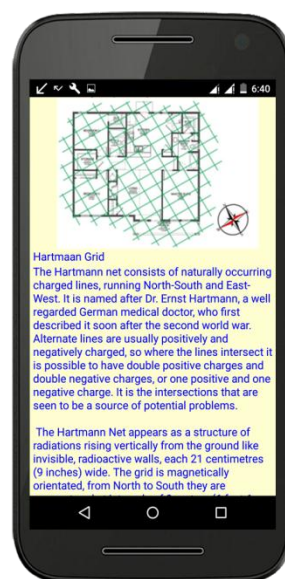 6:40
Hartmaan Grid
The Hartmann net consists of naturally occurring
charged lines, running North-South and East-
West. It is named after Dr. Ernst Hartmann, a well
regarded German medical doctor, who first
described it soon after the second world war.
Alternate lines are usually positively and
negatively charged, so where the lines intersect it
is possible to have double positive charges and
double negative charges, or one positive and one
negative charge. It is the intersections that are
seen to be a source of potential problems.
The Hartmann Net appears as a structure of
radiations rising vertically from the ground like
invisible, radioactive walls, each 21 centimetres
(9 inches) wide. The grid is magnetically
orientated, from North to South they are